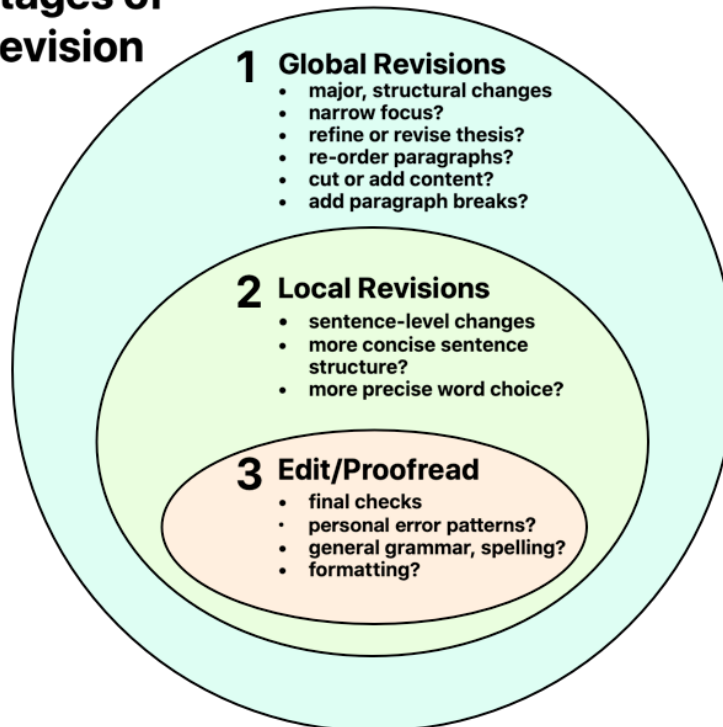 tages of
evision
1 Global Revisions
• major, structural changes
• narrow focus?
• refine or revise thesis?
• re-order paragraphs?
• cut or add content?
• add paragraph breaks?
2 Local Revisions
• sentence-level changes
• more concise sentence
structure?
• more precise word choice?
3 Edit/Proofread
• final checks
• personal error patterns?
• general grammar, spelling?
• formatting?